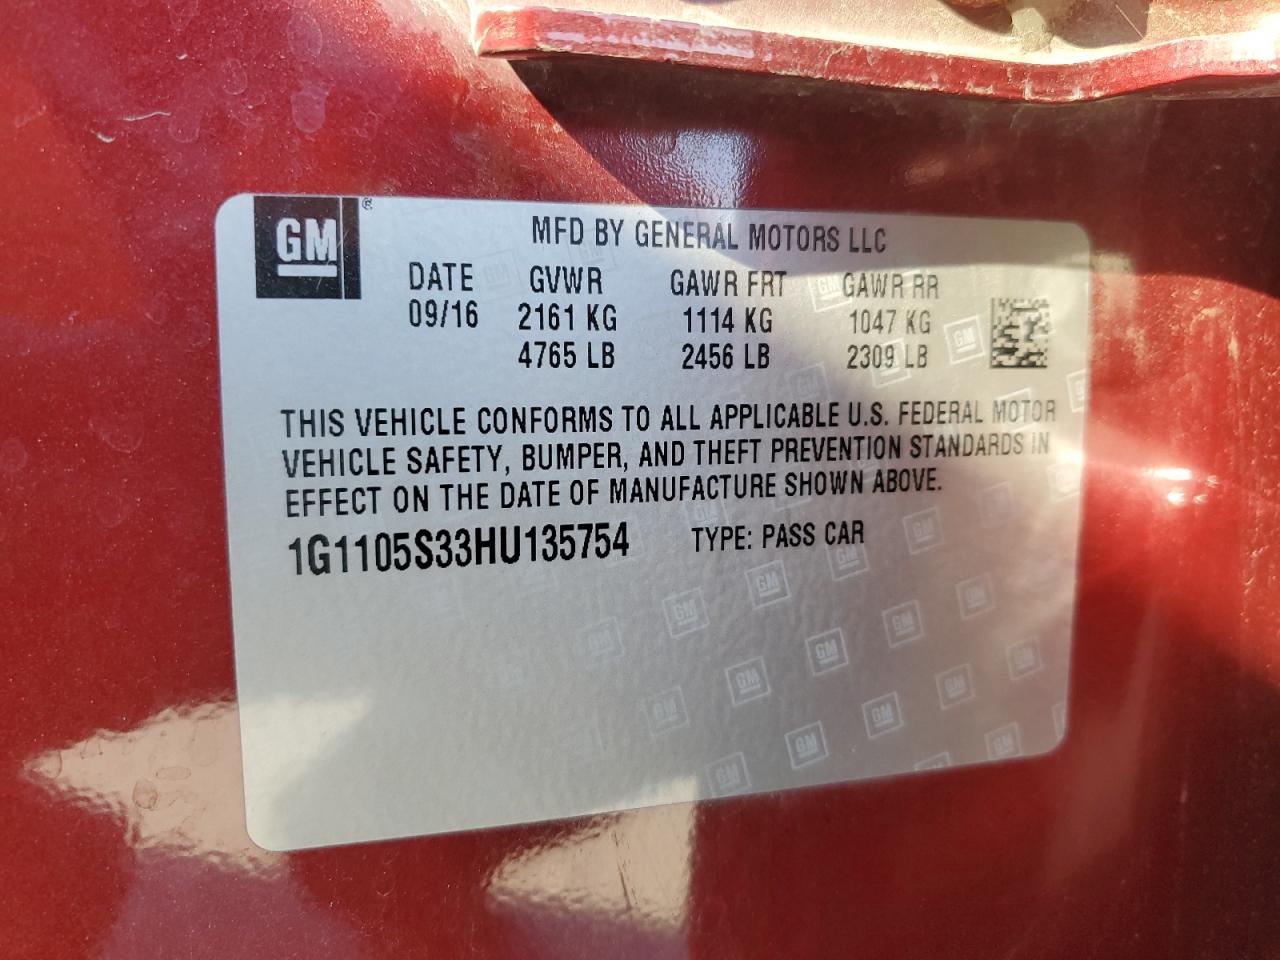 GM ®
MFD BY GENERAL MOTORS LLC
DATE GVWR GAWR FRT GAWR RR
09/16 2161 KG 1114 KG 1047 KG
4765 LB 2456 LB 2309 LB
THIS VEHICLE CONFORMS TO ALL APPLICABLE U.S. FEDERAL MOTOR
VEHICLE SAFETY, BUMPER, AND THEFT PREVENTION STANDARDS IN
EFFECT ON THE DATE OF MANUFACTURE SHOWN ABOVE.
1G1105S33HU135754 TYPE: PASS CAR